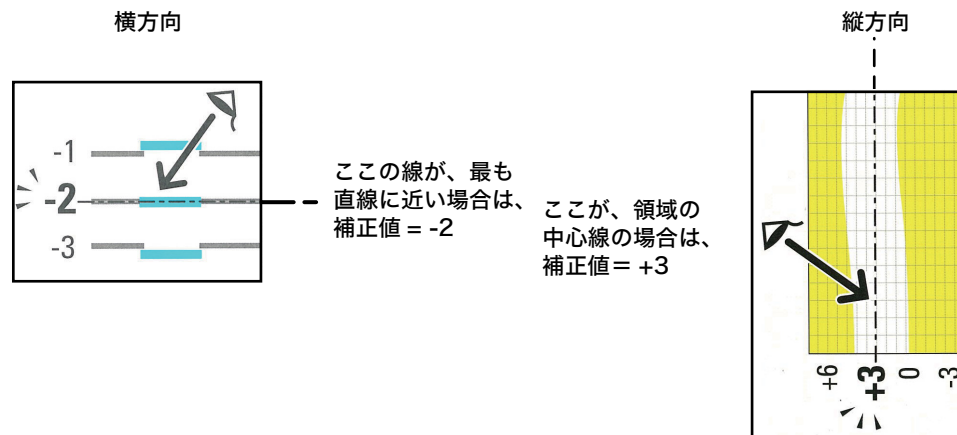 横方向
縦方向
-1
-2
-3
ここの線が、最も
直線に近い場合は、
補正値 = -2
ここが、領域の
中心線の場合は、
補正値＝ +3
+6
+3
0
-3